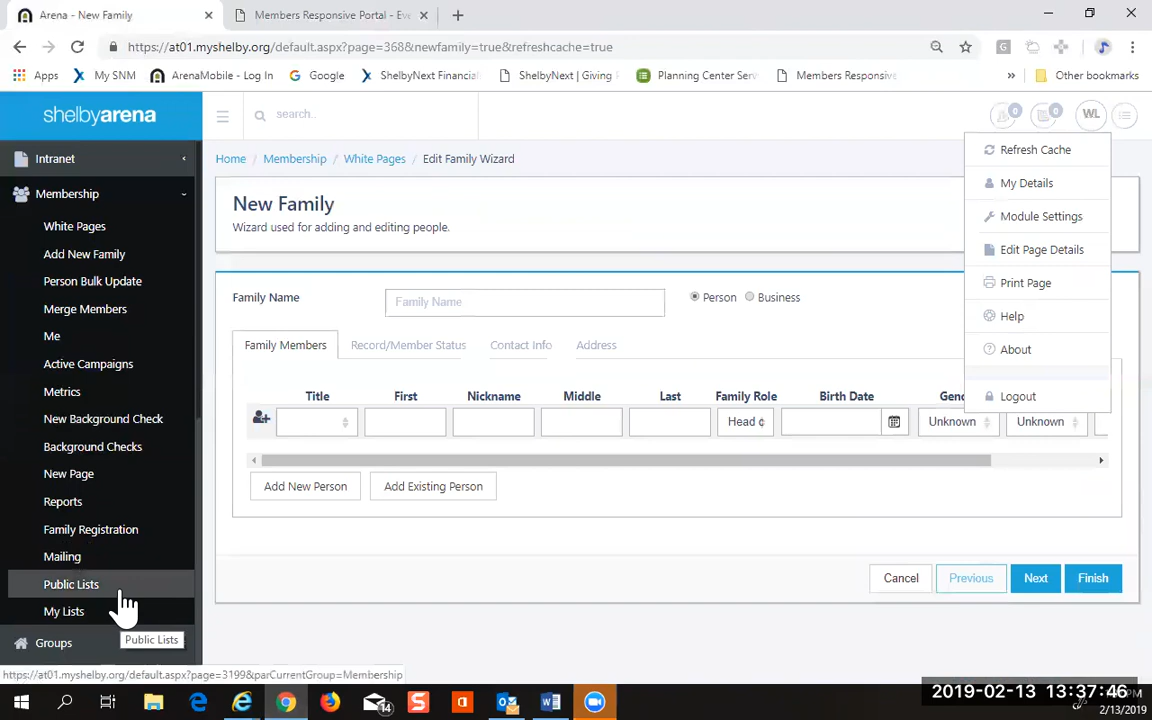 Arena - New Family
Members Responsive Portal - Eve
https://at01.myshelby.org/default.aspx?page=368&newfamily=true&refreshcache=true
Apps
My SNM
ArenaMobile - Log In
Google
ShelbyNext Financial
ShelbyNext | Giving
Planning Center Serv
Members Responsive
Other bookmarks
shelbyarena
search..
0
0
WL
Intranet
Membership
White Pages
Add New Family
Person Bulk Update
Merge Members
Me
Active Campaigns
Metrics
New Background Check
Background Checks
New Page
Reports
Family Registration
Mailing
Public Lists
My Lists
Groups
Public Lists
Home
Membership
White Pages
Edit Family Wizard
New Family
Wizard used for adding and editing people.
Family Name
Family Name
Person
Business
Family Members
Record/Member Status
Contact Info
Address
Title
First
Nickname
Middle
Last
Family Role
Birth Date
Gend
Head
Unknown
Unknown
Add New Person
Add Existing Person
Cancel
Previous
Next
Finish
Refresh Cache
My Details
Module Settings
Edit Page Details
Print Page
Help
About
Logout
https://at01.myshelby.org/default.aspx?page=3199&parCurrentGroup=Membership
14
2019-02-13 13:37:46
PM
2/13/2019